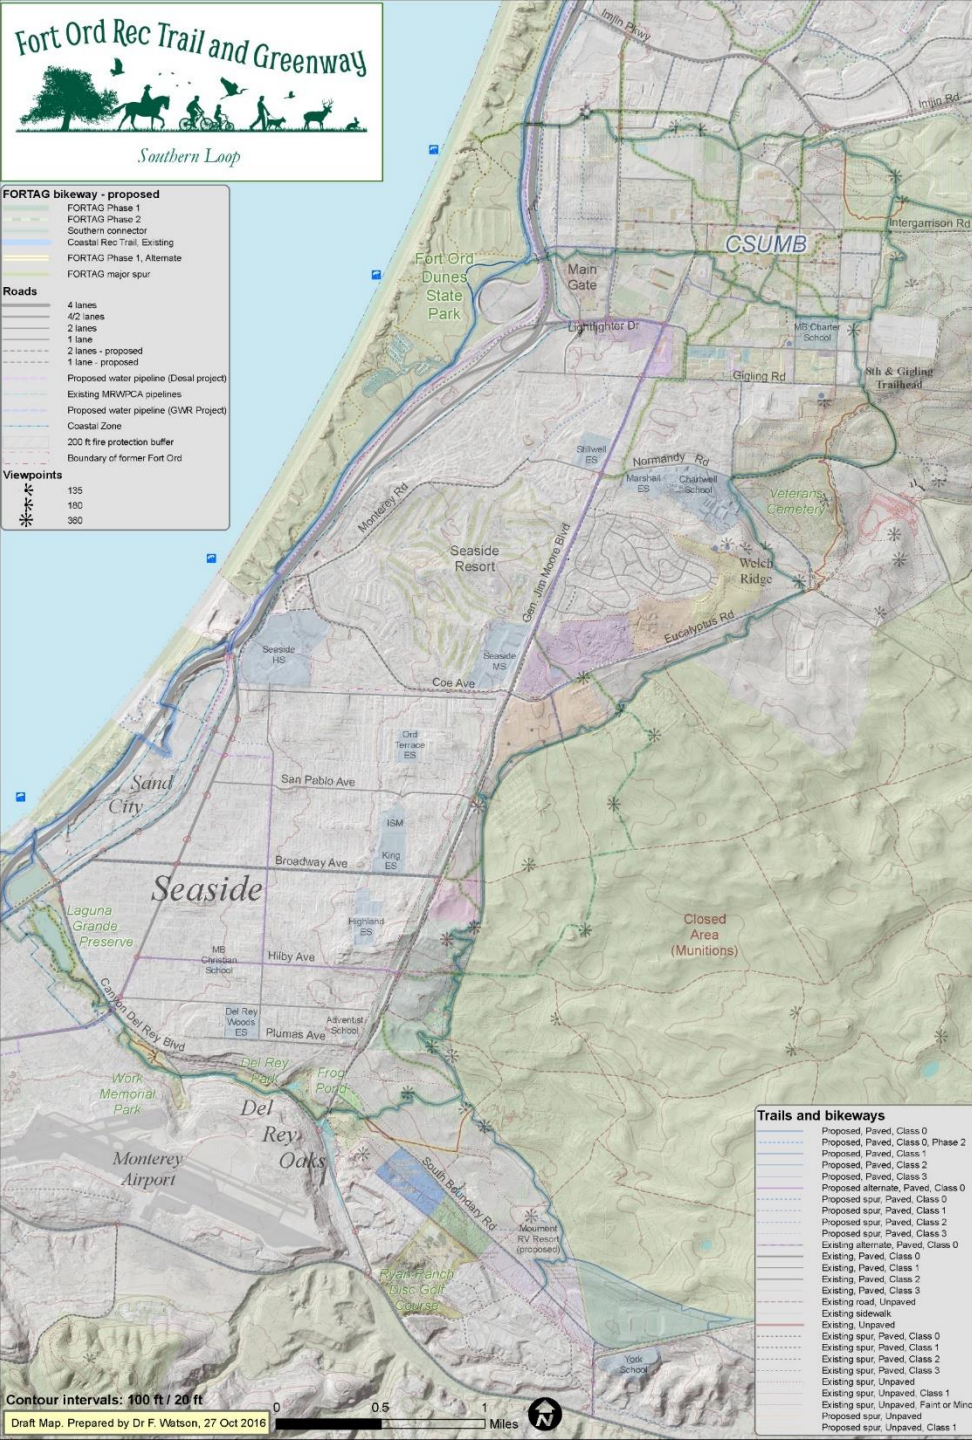 Fort Ord Rec Trail and Greenway
Southern Loop
FORTAG bikeway - proposed
FORTAG Phase 1
FORTAG Phase 2
Southern connector
Coastal Rec Trail, Existing
FORTAG Phase 1, Alternate
FORTAG major spur
Roads
4 lanes
4/2 lanes
2 lanes
1 lane
2 lanes - proposed
1 lane - proposed
Proposed water pipeline (Desal project)
Existing MRWPCA pipelines
Proposed water pipeline (GWR Project)
Coastal Zone
200 ft fire protection buffer
Boundary of former Fort Ord
Viewpoints
135
180
360
Imjin Pkwy
Imjin Rd
Intergarrison Rd
CSUMB
Fort Ord
Dunes
State
Park
Main
Gate
Lightfighter Dr
MB Charter
School
Gigling Rd
8th & Gigling
Trailhead
Stillwell
ES
Normandy Rd
Marshall
ES
Chartwell
School
Veterans
Cemetery
Monterey Rd
Seaside
Resort
Gen Jim Moore Blvd
Welch
Ridge
Eucalyptus Rd
Seaside
HS
Seaside
MS
Coe Ave
Ord
Terrace
ES
Sand
City
San Pablo Ave
ISM
King
ES
Broadway Ave
Seaside
Laguna
Grande
Preserve
Highland
ES
Closed
Area
(Munitions)
MB
Christian
School
Hilby Ave
Canyon Del Rey Blvd
Del Rey
Woods
ES
Adventist
School
Plumas Ave
Del Rey
Park
Frog
Pond
Work
Memorial
Park
Del
Rey
Oaks
Monterey
Airport
South Boundary Rd
Moument
RV Resort
(proposed)
Ryan Ranch
Disc Golf
Course
York
School
Trails and bikeways
Proposed, Paved, Class 0
Proposed, Paved, Class 0, Phase 2
Proposed, Paved, Class 1
Proposed, Paved, Class 2
Proposed, Paved, Class 3
Proposed alternate, Paved, Class 0
Proposed spur, Paved, Class 0
Proposed spur, Paved, Class 1
Proposed spur, Paved, Class 2
Proposed spur, Paved, Class 3
Existing alternate, Paved, Class 0
Existing, Paved, Class 0
Existing, Paved, Class 1
Existing, Paved, Class 2
Existing, Paved, Class 3
Existing road, Unpaved
Existing sidewalk
Existing, Unpaved
Existing spur, Paved, Class 0
Existing spur, Paved, Class 1
Existing spur, Paved, Class 2
Existing spur, Paved, Class 3
Existing spur, Unpaved
Existing spur, Unpaved, Class 1
Existing spur, Unpaved, Faint or Mino
Proposed spur, Unpaved
Proposed spur, Unpaved, Class 1
Contour intervals: 100 ft / 20 ft
Draft Map. Prepared by Dr F. Watson, 27 Oct 2016
0 0.5 1
Miles
N